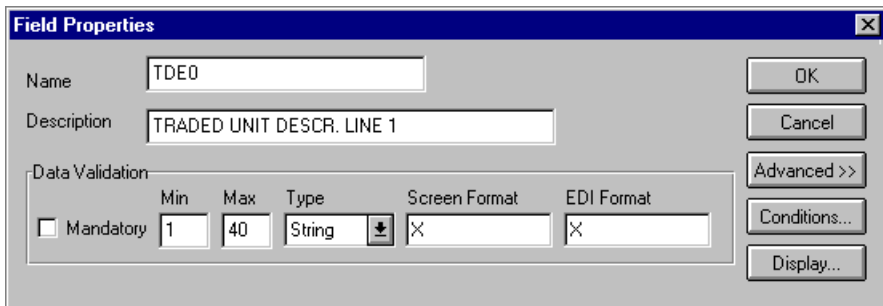 Field Properties
Name TDE0 OK
Description TRADED UNIT DESCR. LINE 1 Cancel
Data Validation Advanced >>
Min Max Type Screen Format EDI Format
Mandatory 1 40 String X X Conditions...
Display...